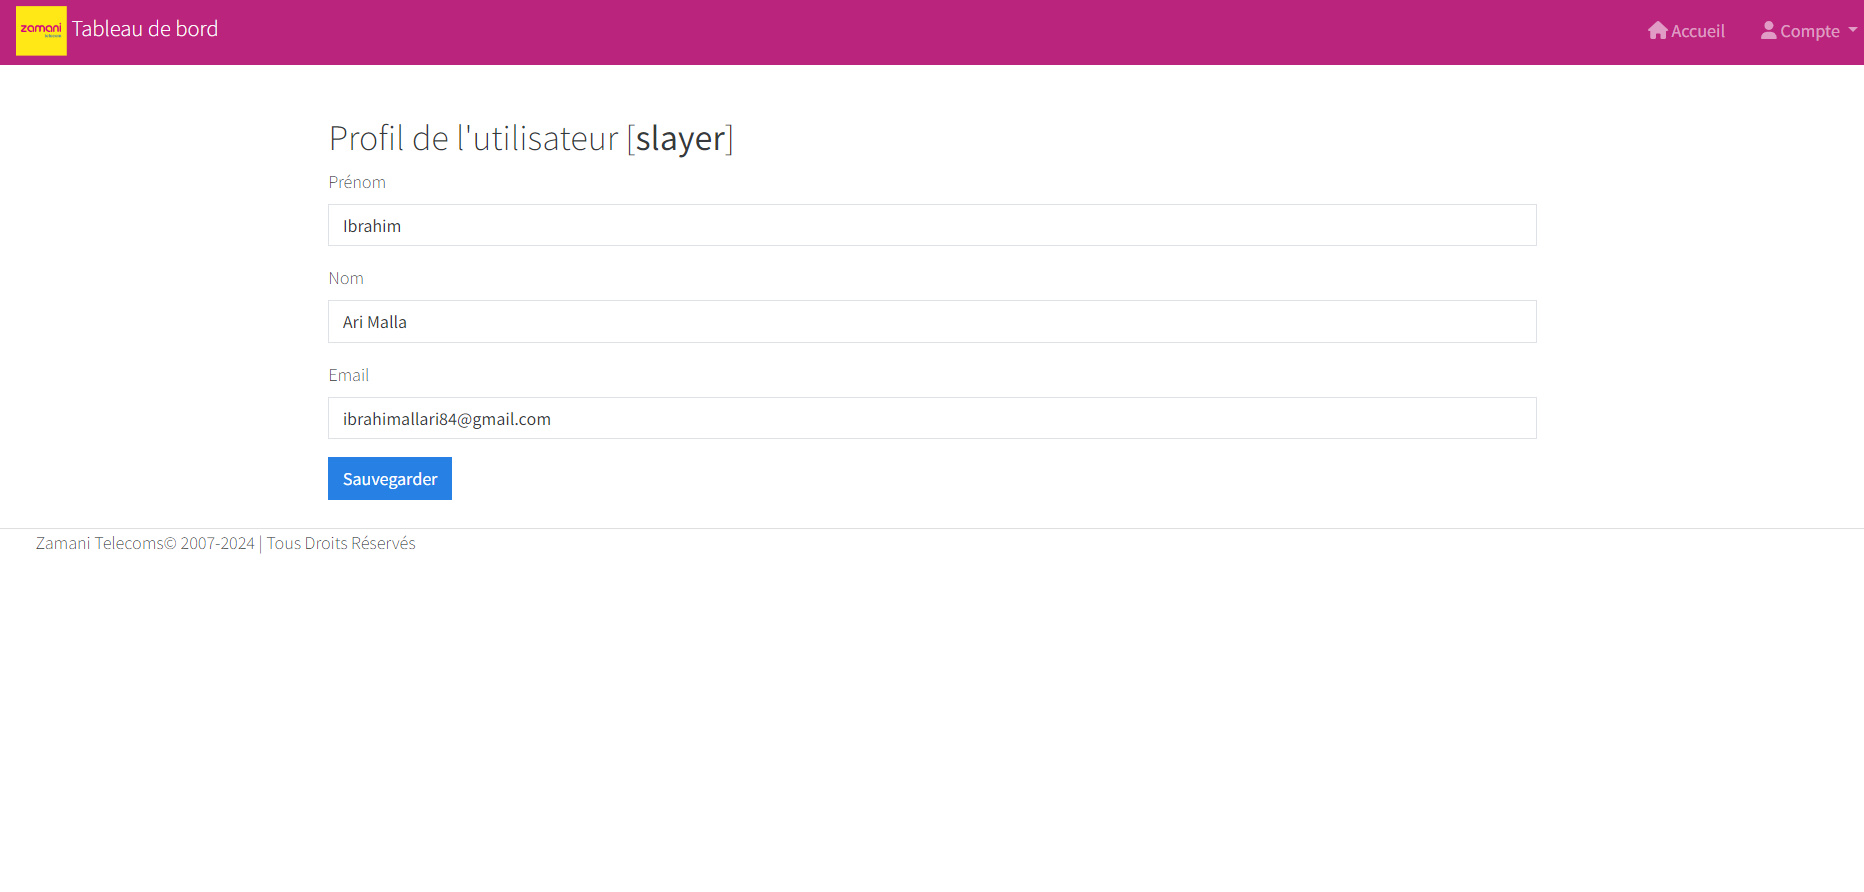 zamani
telecom
Tableau de bord
Accueil
Compte
Profil de l'utilisateur [slayer]
Prénom
Ibrahim
Nom
Ari Malla
Email
ibrahimallari84@gmail.com
Sauvegarder
Zamani Telecoms© 2007-2024 | Tous Droits Réservés